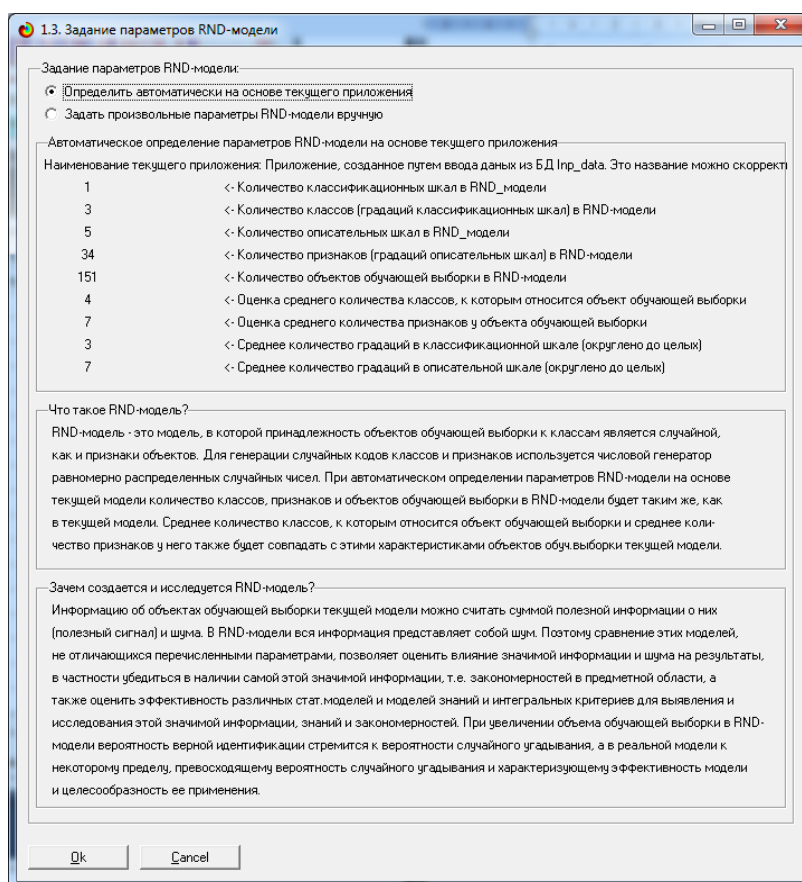 1.3. Задание параметров RND-модели
Задание параметров RND-модели:
Определить автоматически на основе текущего приложения
Задать произвольные параметры RND-модели вручную
Автоматическое определение параметров RND-модели на основе текущего приложения
Наименование текущего приложения: Приложение, созданное путем ввода даных из БД Inp_data. Это название можно скорректи
1 <- Количество классификационных шкал в RND_модели
3 <- Количество классов (градаций классификационных шкал) в RND-модели
5 <- Количество описательных шкал в RND_модели
34 <- Количество признаков (градаций описательных шкал) в RND-модели
151 <- Количество объектов обучающей выборки в RND-модели
4 <- Оценка среднего количества классов, к которым относится объект обучающей выборки
7 <- Оценка среднего количества признаков у объекта обучающей выборки
3 <- Среднее количество градаций в классификационной шкале (округлено до целых)
7 <- Среднее количество градаций в описательной шкале (округлено до целых)
Что такое RND-модель?
RND-модель - это модель, в которой принадлежность объектов обучающей выборки к классам является случайной,
как и признаки объектов. Для генерации случайных кодов классов и признаков используется числовой генератор
равномерно распределенных случайных чисел. При автоматическом определении параметров RND-модели на основе
текущей модели количество классов, признаков и объектов обучающей выборки в RND-модели будет таким же, как
в текущей модели. Среднее количество классов, к которым относится объект обучающей выборки и среднее коли-
чество признаков у него также будет совпадать с этими характеристиками объектов обуч.выборки текущей модели.
Зачем создается и исследуется RND-модель?
Информацию об объектах обучающей выборки текущей модели можно считать суммой полезной информации о них
(полезный сигнал) и шума. В RND-модели вся информация представляет собой шум. Поэтому сравнение этих моделей,
не отличающихся перечисленными параметрами, позволяет оценить влияние значимой информации и шума на результаты,
в частности убедиться в наличии самой этой значимой информации, т.е. закономерностей в предметной области, а
также оценить эффективность различных стат.моделей и моделей знаний и интегральных критериев для выявления и
исследования этой значимой информации, знаний и закономерностей. При увеличении объема обучающей выборки в RND-
модели вероятность верной идентификации стремится к вероятности случайного угадывания, а в реальной модели к
некоторому пределу, превосходящему вероятность случайного угадывания и характеризующему эффективность модели
и целесообразность ее применения.
Ok
Cancel